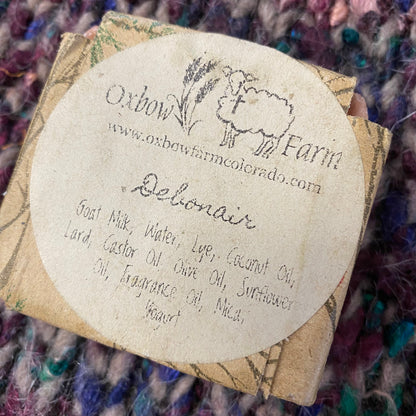 Oxbow Farm
www.oxbowfarmcolorado.com
Debonair
Goat Milk, Water, Lye, Coconut Oil,
Lard, Castor Oil, Olive Oil, Sunflower
Oil, Fragrance Oil, Mica,
Yogurt